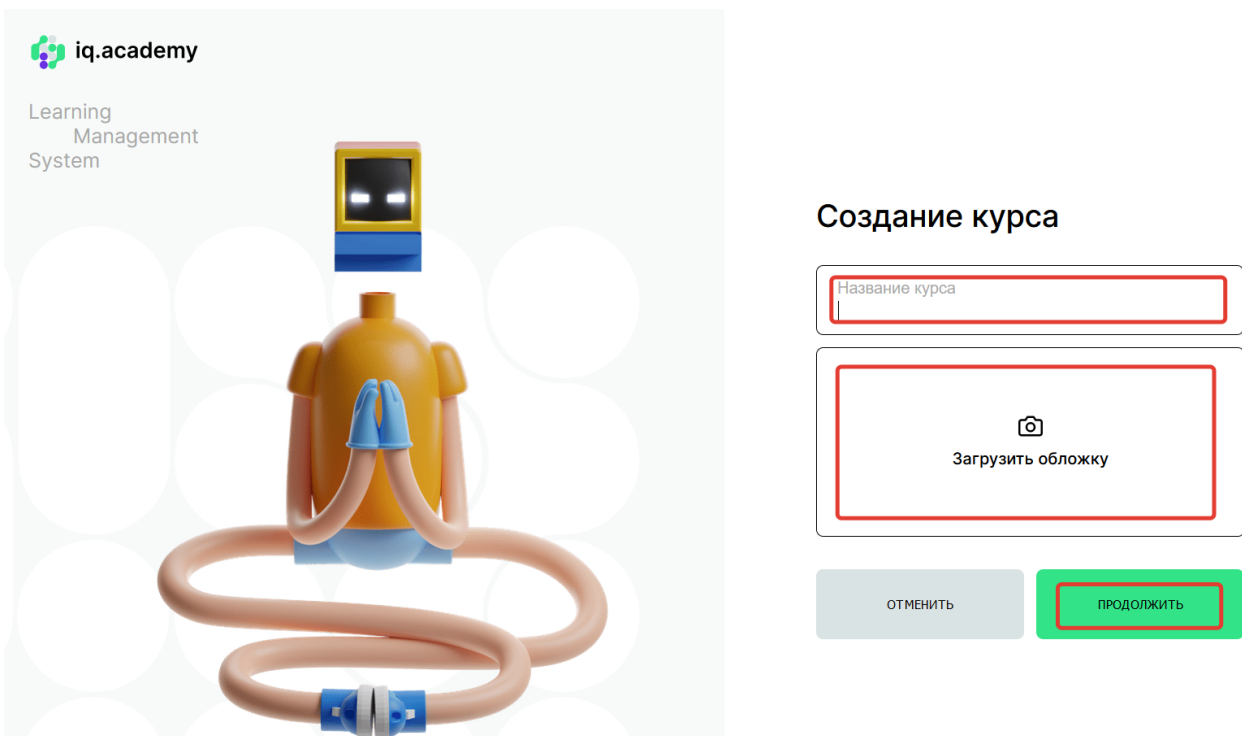 iq.academy
Learning
Management
System
Создание курса
Название курса
Загрузить обложку
ОТМЕНИТЬ
ПРОДОЛЖИТЬ